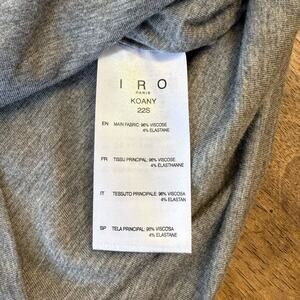 IRO
PARIS
KOANY
22S
EN MAIN FABRIC: 96% VISCOSE
4% ELASTANE
FR TISSU PRINCIPAL: 96% VISCOSE
4% ELASTHANNE
IT TESSUTO PRINCIPALE: 96% VISCOSA
4% ELASTAN
SP TELA PRINCIPAL: 96% VISCOSA
4% ELASTANE